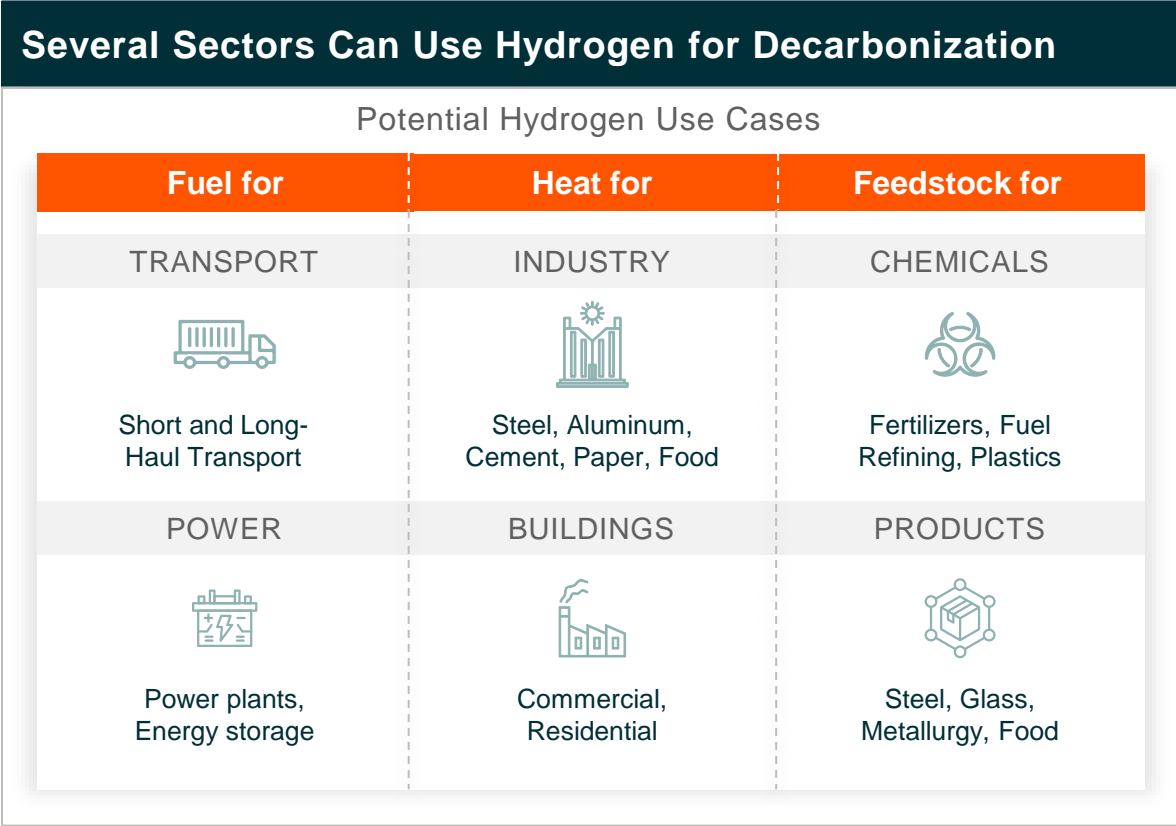 Several Sectors Can Use Hydrogen for Decarbonization
Potential Hydrogen Use Cases
Fuel for
Heat for
Feedstock for
TRANSPORT
INDUSTRY
CHEMICALS
Short and Long-
Haul Transport
Steel, Aluminum,
Cement, Paper, Food
Fertilizers, Fuel
Refining, Plastics
POWER
BUILDINGS
PRODUCTS
Power plants,
Energy storage
Commercial,
Residential
Steel, Glass,
Metallurgy, Food